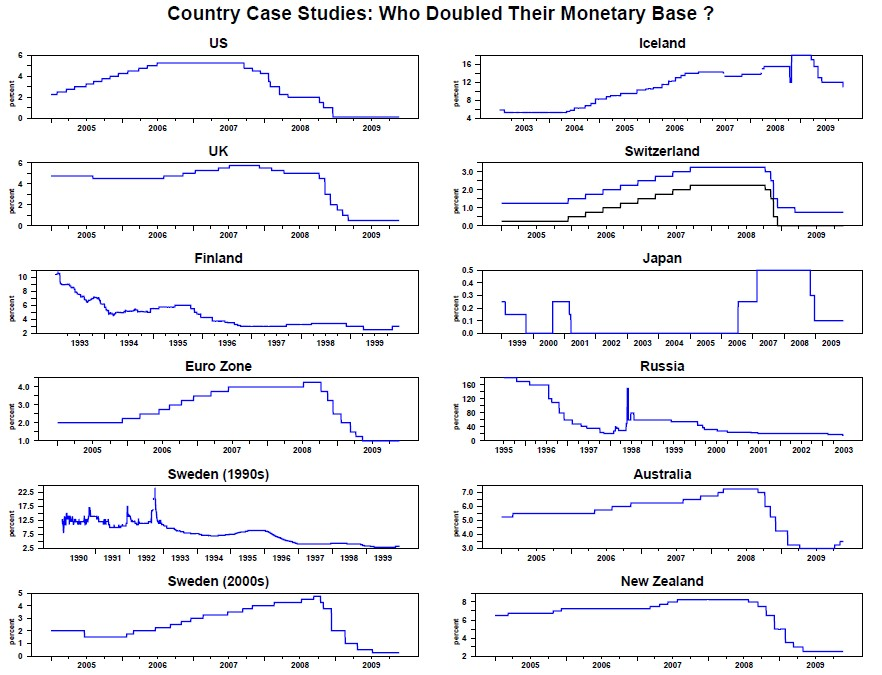 Country Case Studies: Who Doubled Their Monetary Base ?
US
percent
6
4
2
0
2005 2006 2007 2008 2009
Iceland
percent
16
12
8
4
2003 2004 2005 2006 2007 2008 2009
UK
percent
6
4
2
0
2005 2006 2007 2008 2009
Switzerland
percent
3.0
2.0
1.0
0.0
2005 2006 2007 2008 2009
Finland
percent
10
8
6
4
2
1993 1994 1995 1996 1997 1998 1999
Japan
percent
0.5
0.4
0.3
0.2
0.1
0.0
1999 2000 2001 2002 2003 2004 2005 2006 2007 2008 2009
Euro Zone
percent
4.0
3.0
2.0
1.0
2005 2006 2007 2008 2009
Russia
percent
160
120
80
40
0
1995 1996 1997 1998 1999 2000 2001 2002 2003
Sweden (1990s)
percent
22.5
17.5
12.5
7.5
2.5
1990 1991 1992 1993 1994 1995 1996 1997 1998 1999
Australia
percent
7.0
6.0
5.0
4.0
3.0
2005 2006 2007 2008 2009
Sweden (2000s)
percent
5
4
3
2
1
0
2005 2006 2007 2008 2009
New Zealand
percent
8
6
4
2
2005 2006 2007 2008 2009